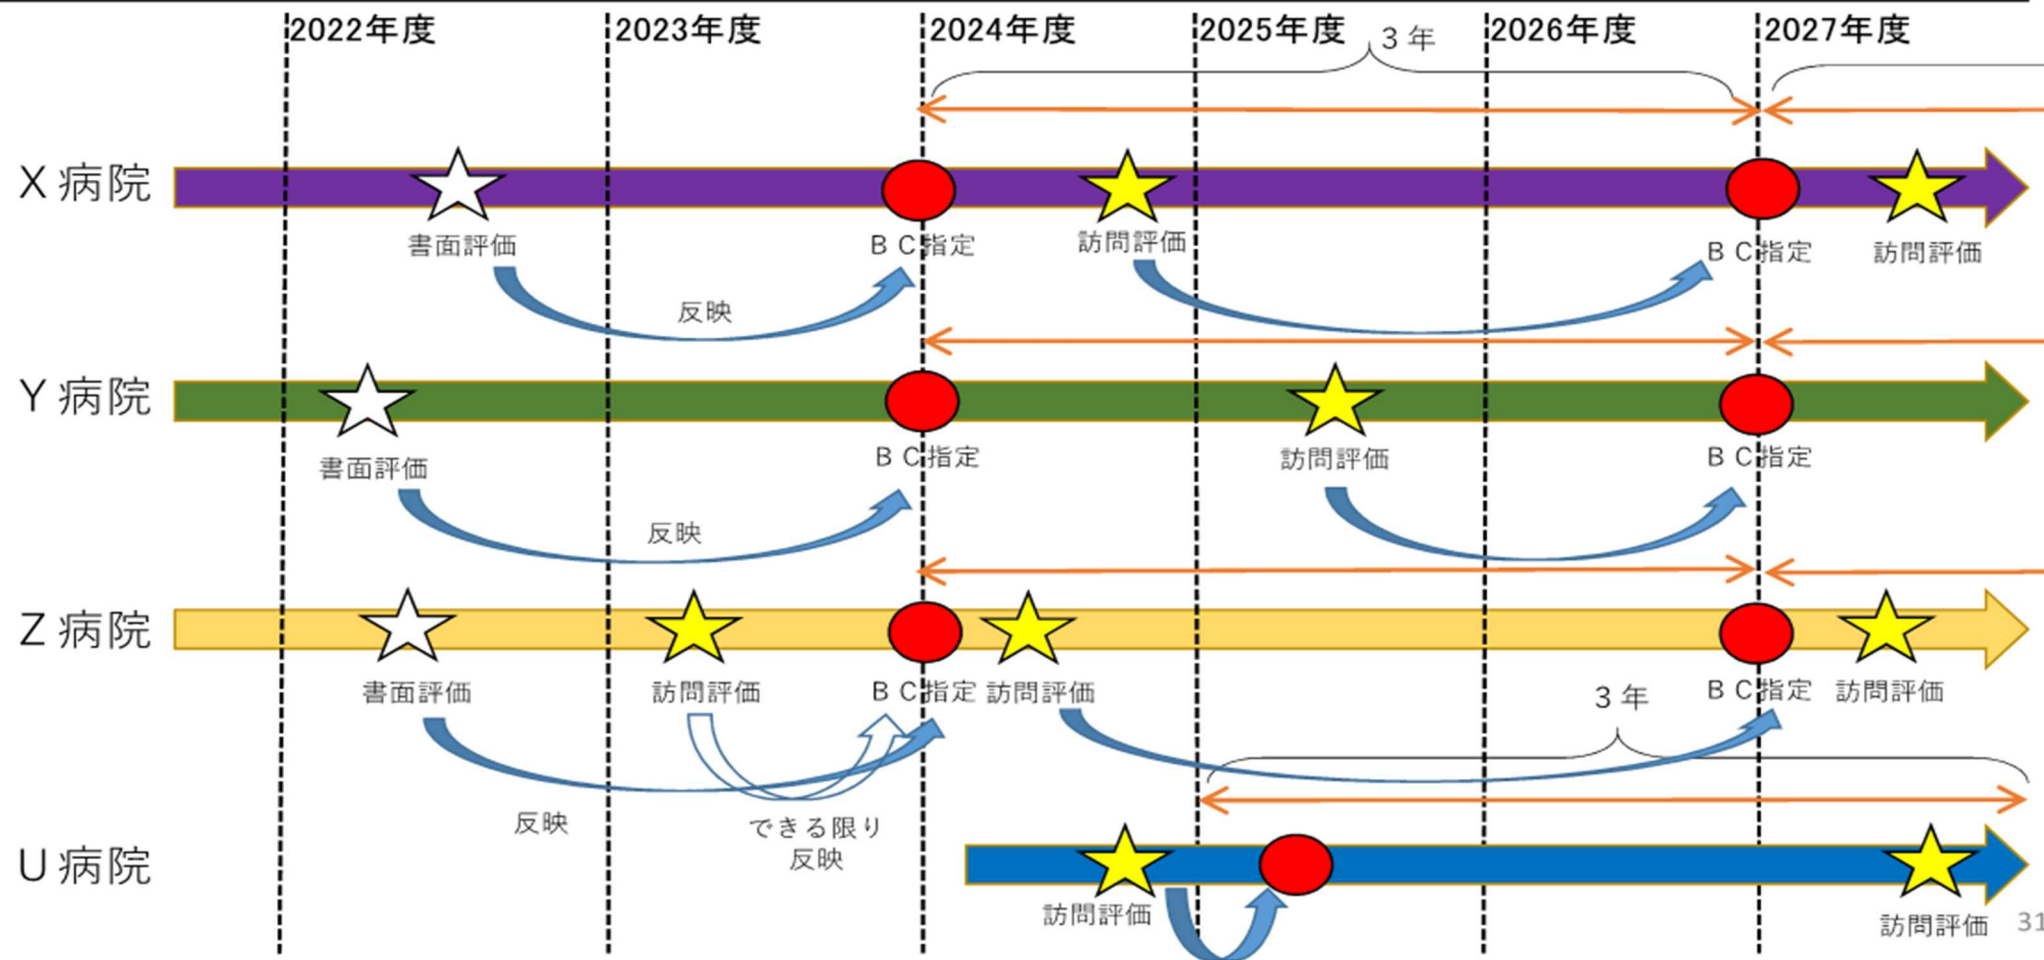 2022年度
2023年度
2024年度
2025年度
2026年度
2027年度
３年
X 病院
書面評価
ＢＣ指定
訪問評価
ＢＣ指定
訪問評価
反映
Y 病院
書面評価
ＢＣ指定
訪問評価
ＢＣ指定
反映
Z 病院
書面評価
訪問評価
ＢＣ指定
訪問評価
ＢＣ指定
訪問評価
３年
反映
できる限り
反映
U 病院
訪問評価
訪問評価
31